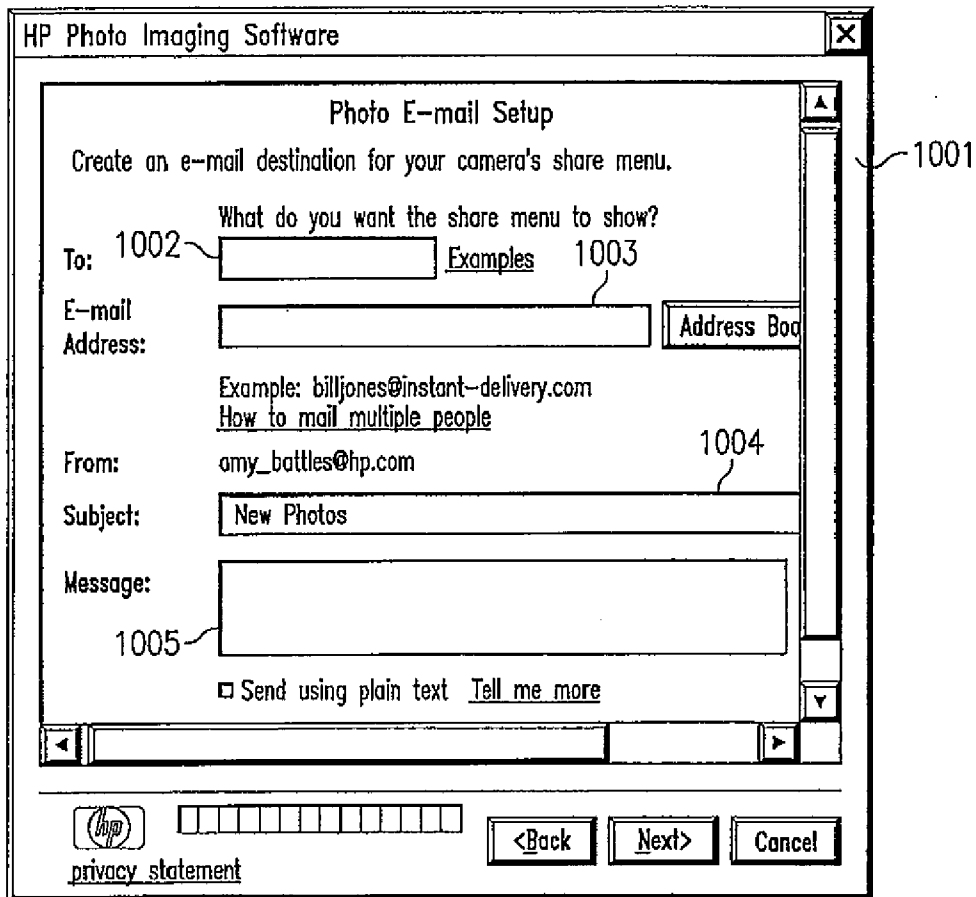 HP Photo Imaging Software
Photo E-mail Setup
Create an e-mail destination for your camera's share menu.
1001
What do you want the share menu to show?
To: 1002 Examples 1003
E-mail Address: Address Boo
Example: billjones@instant-delivery.com
How to mail multiple people
1004
From: amy_battles@hp.com
Subject: New Photos
Message:
1005
Send using plain text Tell me more
hp
<Back Next> Cancel
privacy statement